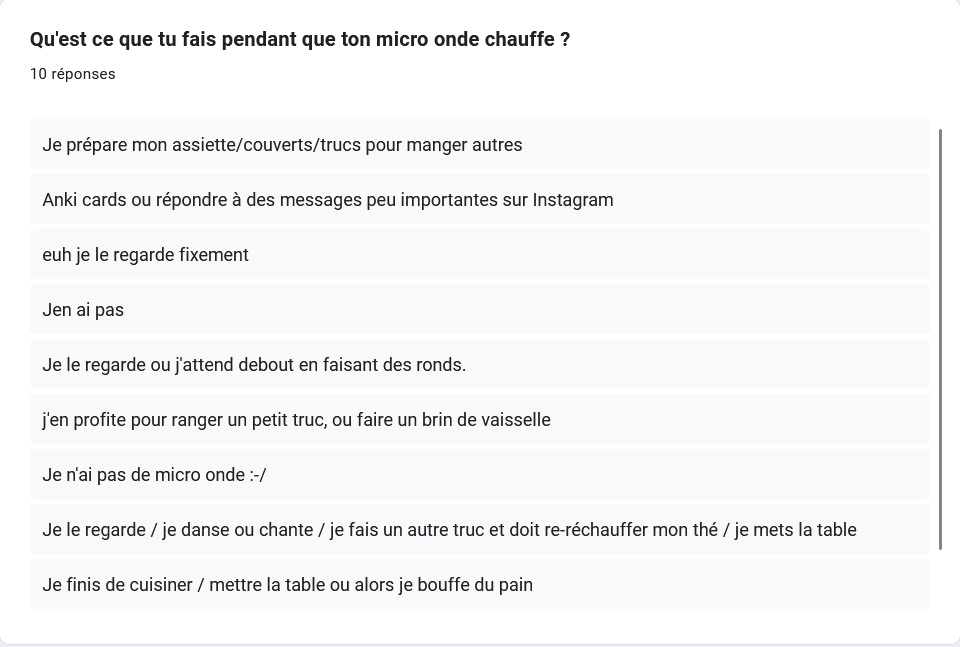 Qu'est ce que tu fais pendant que ton micro onde chauffe ?
10 réponses
Je prépare mon assiette/couverts/trucs pour manger autres
Anki cards ou répondre à des messages peu importantes sur Instagram
euh je le regarde fixement
Jen ai pas
Je le regarde ou j'attend debout en faisant des ronds.
j'en profite pour ranger un petit truc, ou faire un brin de vaisselle
Je n'ai pas de micro onde :-/
Je le regarde / je danse ou chante / je fais un autre truc et doit re-réchauffer mon thé / je mets la table
Je finis de cuisiner / mettre la table ou alors je bouffe du pain